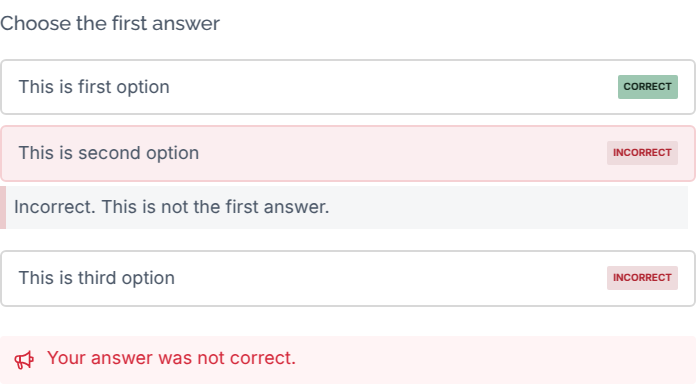 Choose the first answer
This is first option CORRECT
This is second option INCORRECT
Incorrect. This is not the first answer.
This is third option INCORRECT
Your answer was not correct.